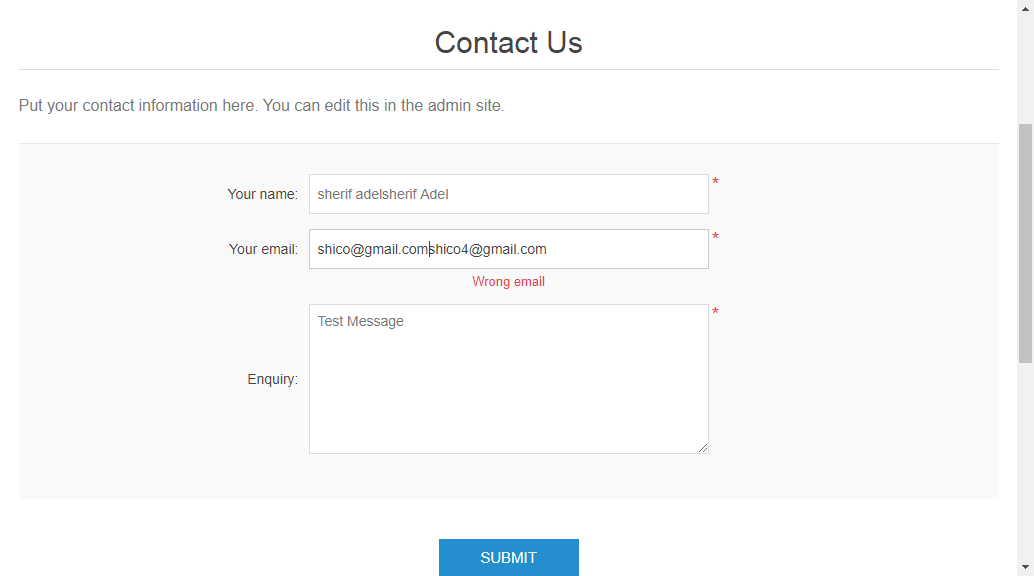 Contact Us
Put your contact information here. You can edit this in the admin site.
Your name: sherif adelsherif Adel *
Your email: shico@gmail.comshico4@gmail.com *
Wrong email
Test Message *
Enquiry:
SUBMIT